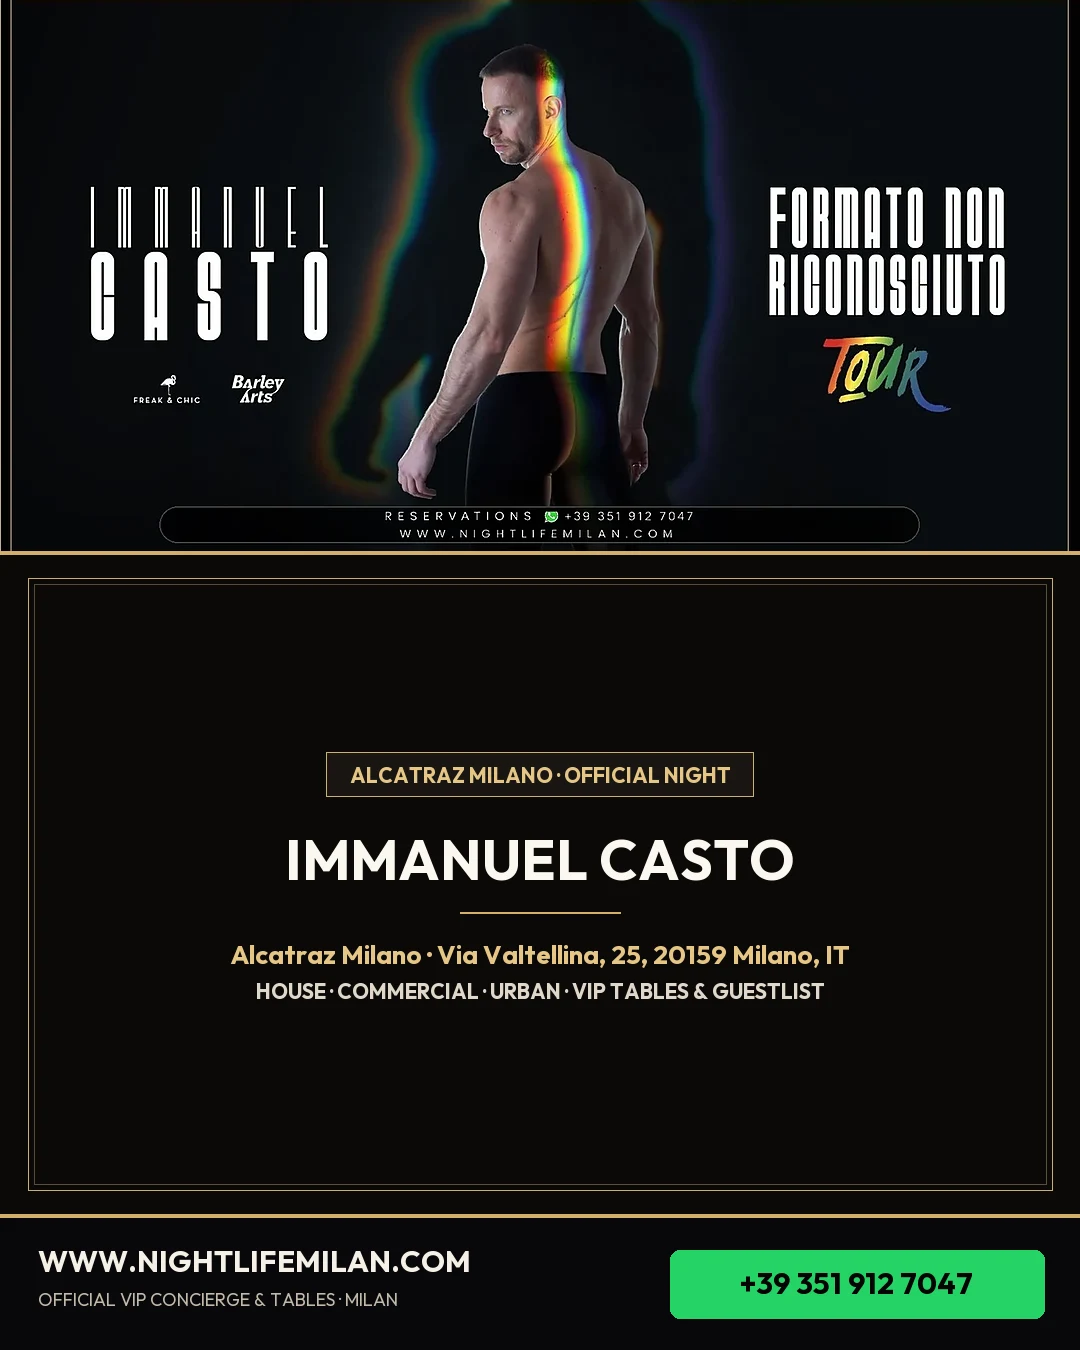 IMMANUEL
CASTO
FREAK & CHIC
Barley
Arts
FORMATO NON
RICONOSCIUTO
TOUR
RESERVATIONS +39 351 912 7047
WWW.NIGHTLIFEMILAN.COM
ALCATRAZ MILANO · OFFICIAL NIGHT
IMMANUEL CASTO
Alcatraz Milano · Via Valtellina, 25, 20159 Milano, IT
HOUSE · COMMERCIAL · URBAN · VIP TABLES & GUESTLIST
WWW.NIGHTLIFEMILAN.COM
OFFICIAL VIP CONCIERGE & TABLES · MILAN
+39 351 912 7047